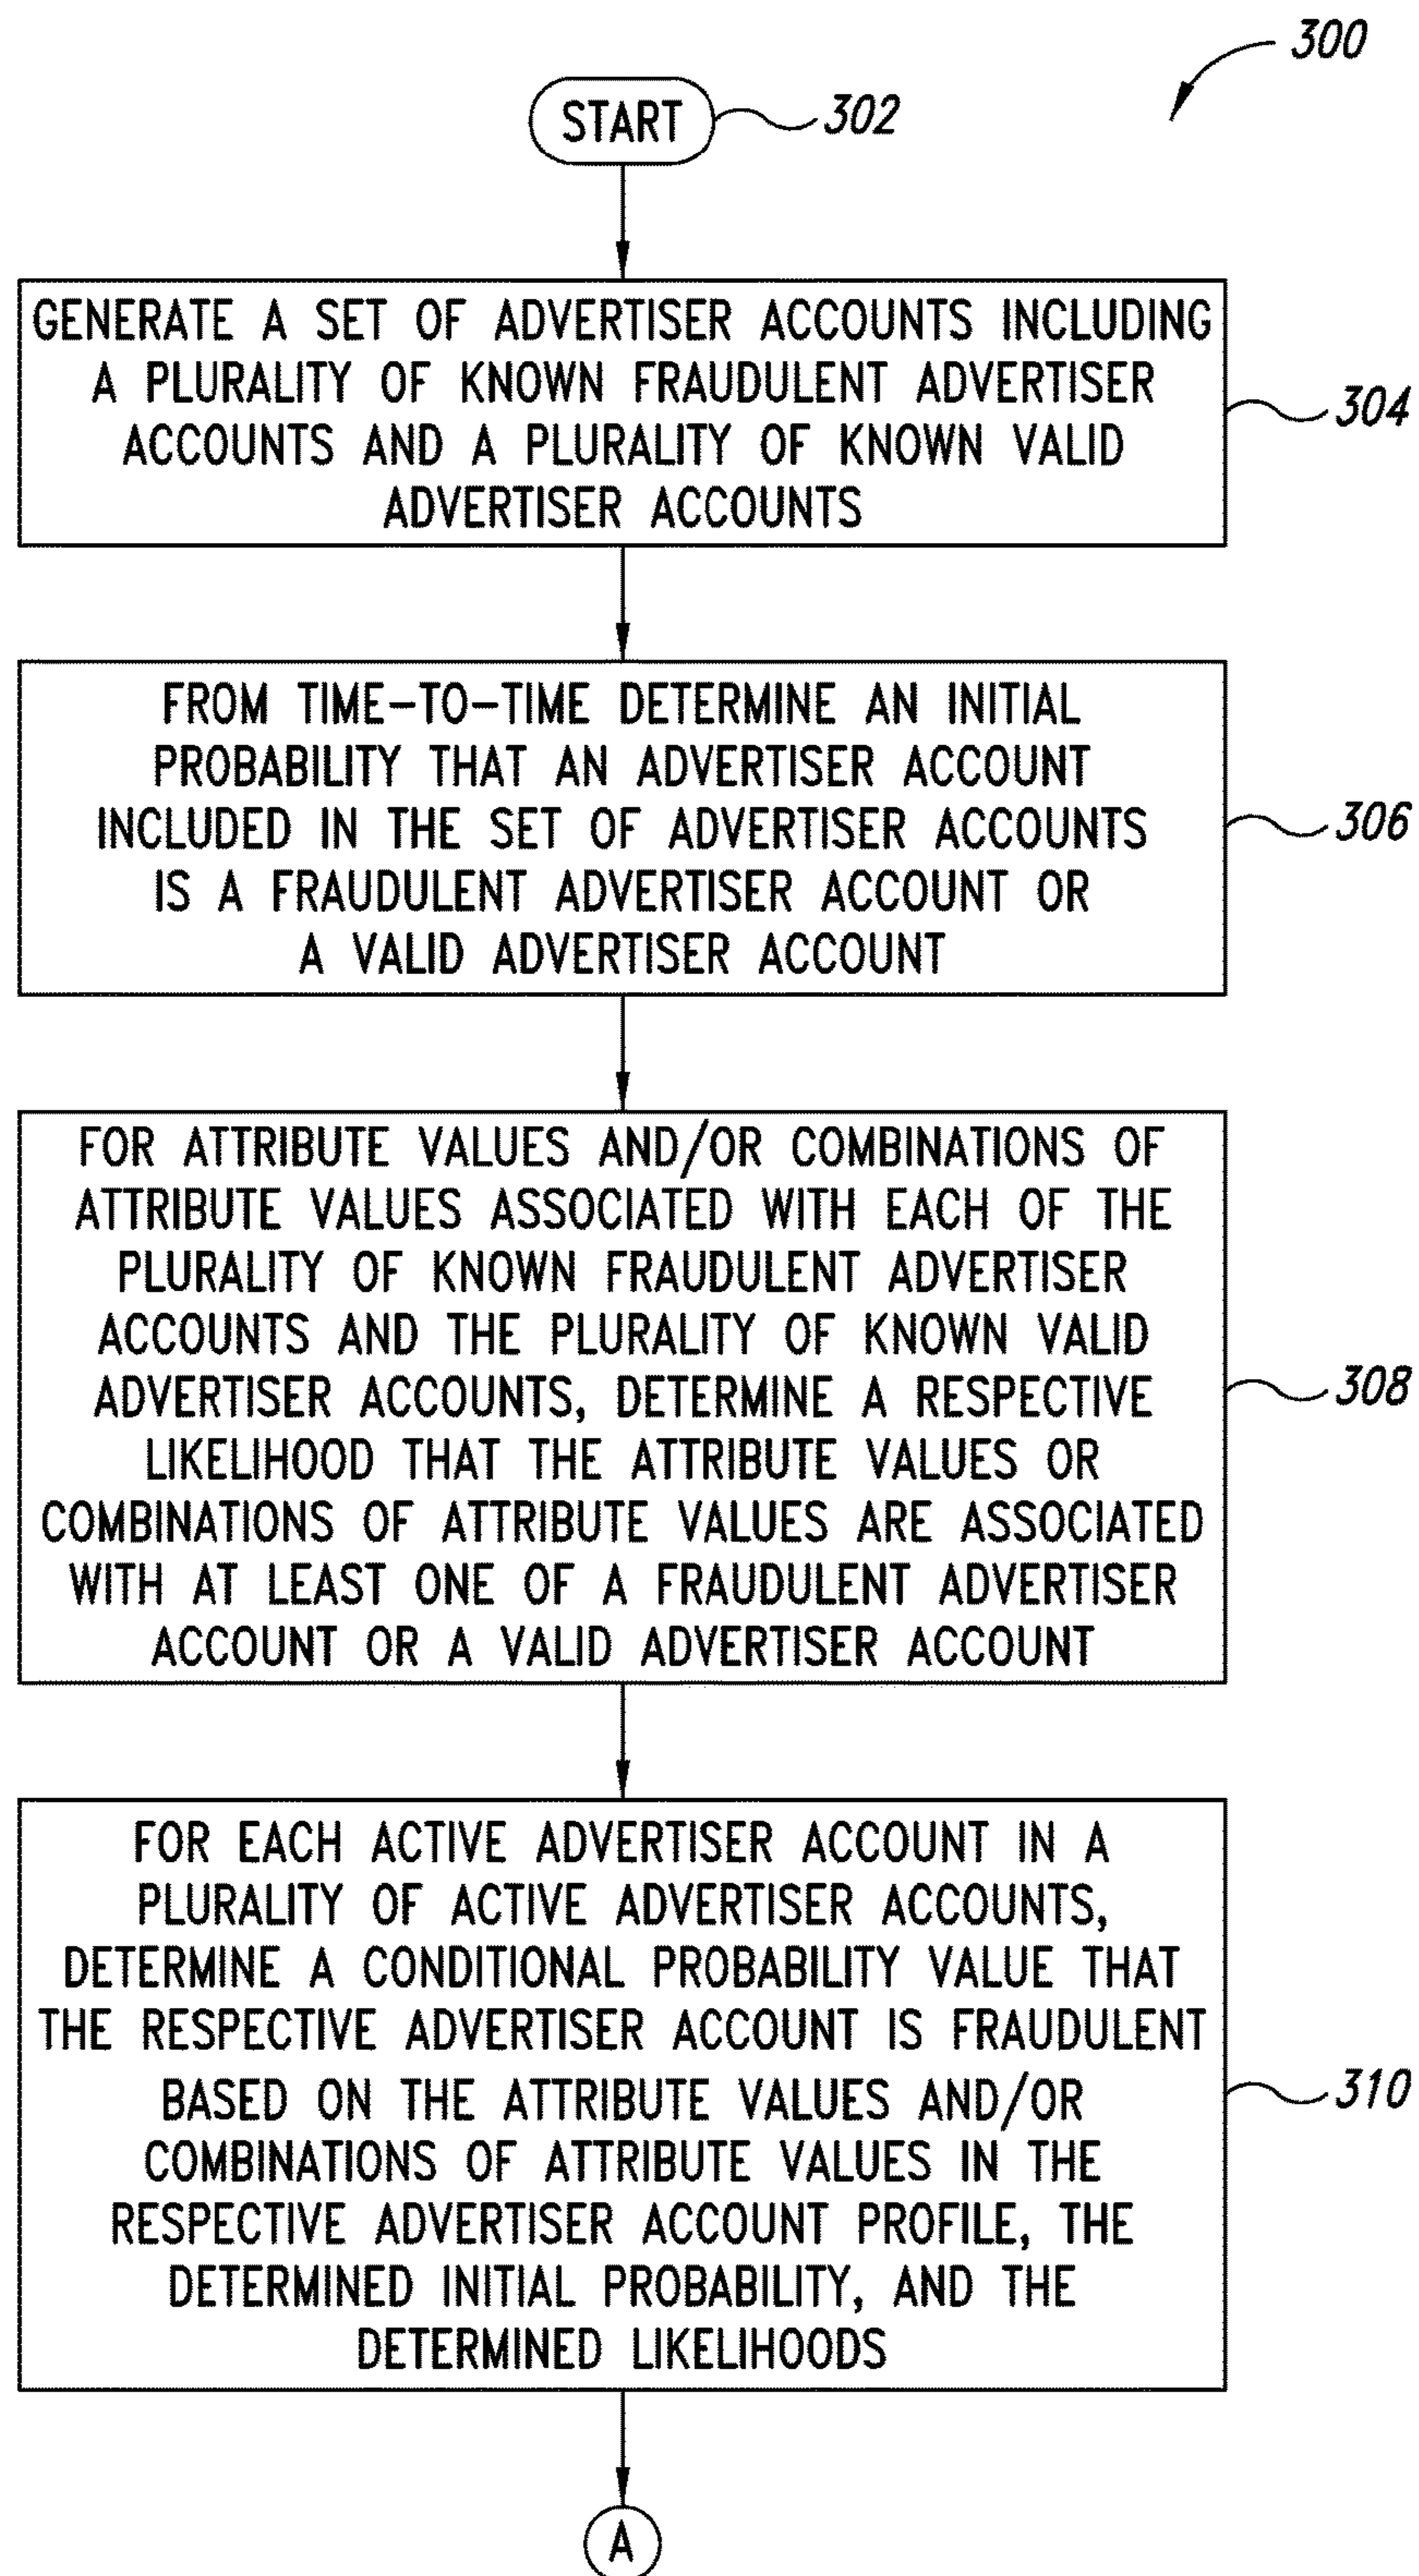 300
START
302
GENERATE A SET OF ADVERTISER ACCOUNTS INCLUDING
A PLURALITY OF KNOWN FRAUDULENT ADVERTISER
ACCOUNTS AND A PLURALITY OF KNOWN VALID
ADVERTISER ACCOUNTS
304
FROM TIME-TO-TIME DETERMINE AN INITIAL
PROBABILITY THAT AN ADVERTISER ACCOUNT
INCLUDED IN THE SET OF ADVERTISER ACCOUNTS
IS A FRAUDULENT ADVERTISER ACCOUNT OR
A VALID ADVERTISER ACCOUNT
306
FOR ATTRIBUTE VALUES AND/OR COMBINATIONS OF
ATTRIBUTE VALUES ASSOCIATED WITH EACH OF THE
PLURALITY OF KNOWN FRAUDULENT ADVERTISER
ACCOUNTS AND THE PLURALITY OF KNOWN VALID
ADVERTISER ACCOUNTS, DETERMINE A RESPECTIVE
LIKELIHOOD THAT THE ATTRIBUTE VALUES OR
COMBINATIONS OF ATTRIBUTE VALUES ARE ASSOCIATED
WITH AT LEAST ONE OF A FRAUDULENT ADVERTISER
ACCOUNT OR A VALID ADVERTISER ACCOUNT
308
FOR EACH ACTIVE ADVERTISER ACCOUNT IN A
PLURALITY OF ACTIVE ADVERTISER ACCOUNTS,
DETERMINE A CONDITIONAL PROBABILITY VALUE THAT
THE RESPECTIVE ADVERTISER ACCOUNT IS FRAUDULENT
BASED ON THE ATTRIBUTE VALUES AND/OR
COMBINATIONS OF ATTRIBUTE VALUES IN THE
RESPECTIVE ADVERTISER ACCOUNT PROFILE, THE
DETERMINED INITIAL PROBABILITY, AND THE
DETERMINED LIKELIHOODS
310
A